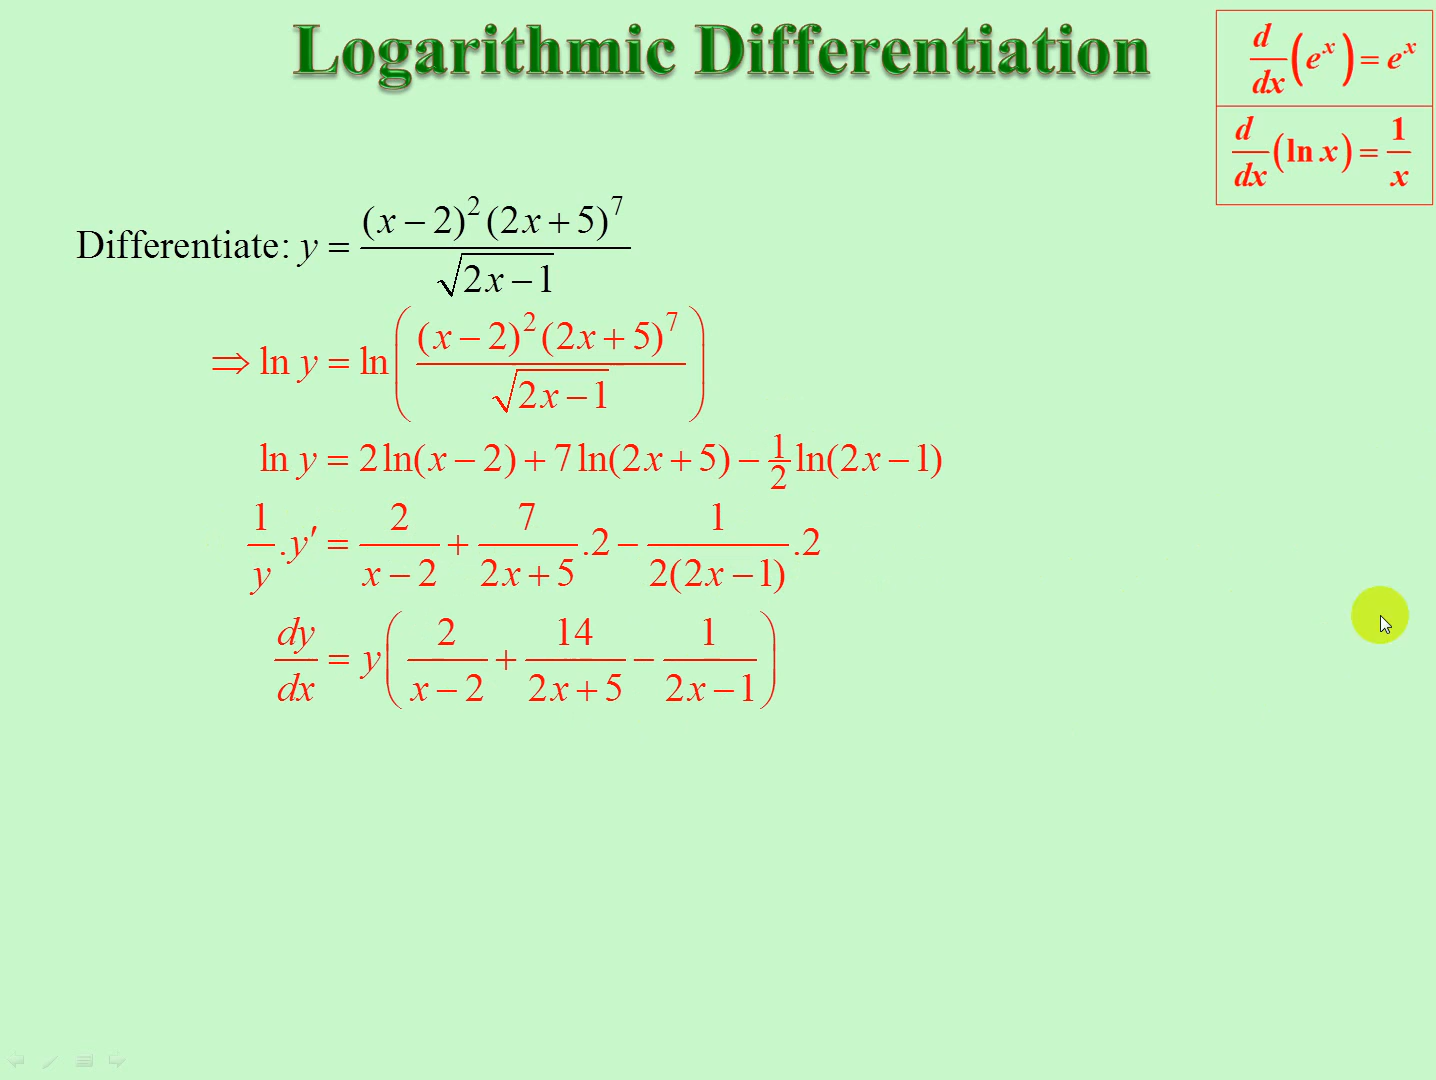 Logarithmic Differentiation
d/dx (e^x) = e^x
d/dx (ln x) = 1/x
Differentiate: y = (x − 2)^2 (2x + 5)^7 / √(2x − 1)
⇒ ln y = ln( (x − 2)^2 (2x + 5)^7 / √(2x − 1) )
ln y = 2 ln(x − 2) + 7 ln(2x + 5) − 1/2 ln(2x − 1)
1/y . y′ = 2/(x − 2) + 7/(2x + 5) .2 − 1/(2(2x − 1)) .2
dy/dx = y( 2/(x − 2) + 14/(2x + 5) − 1/(2x − 1) )